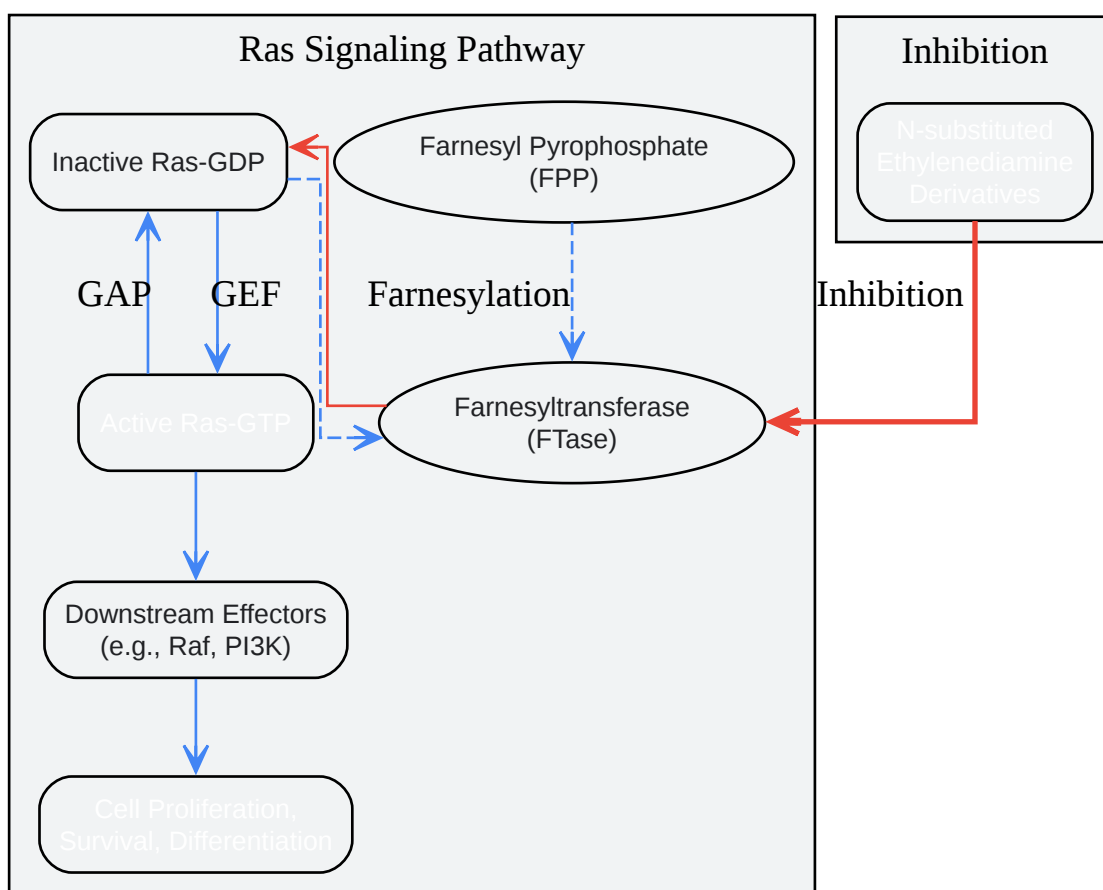 Ras Signaling Pathway
Inhibition
Inactive Ras-GDP
Farnesyl Pyrophosphate
(FPP)
N-substituted
Ethylenediamine
Derivatives
GAP
GEF
Farnesylation
Inhibition
Active Ras-GTP
Farnesyltransferase
(FTase)
Downstream Effectors
(e.g., Raf, PI3K)
Cell Proliferation,
Survival, Differentiation